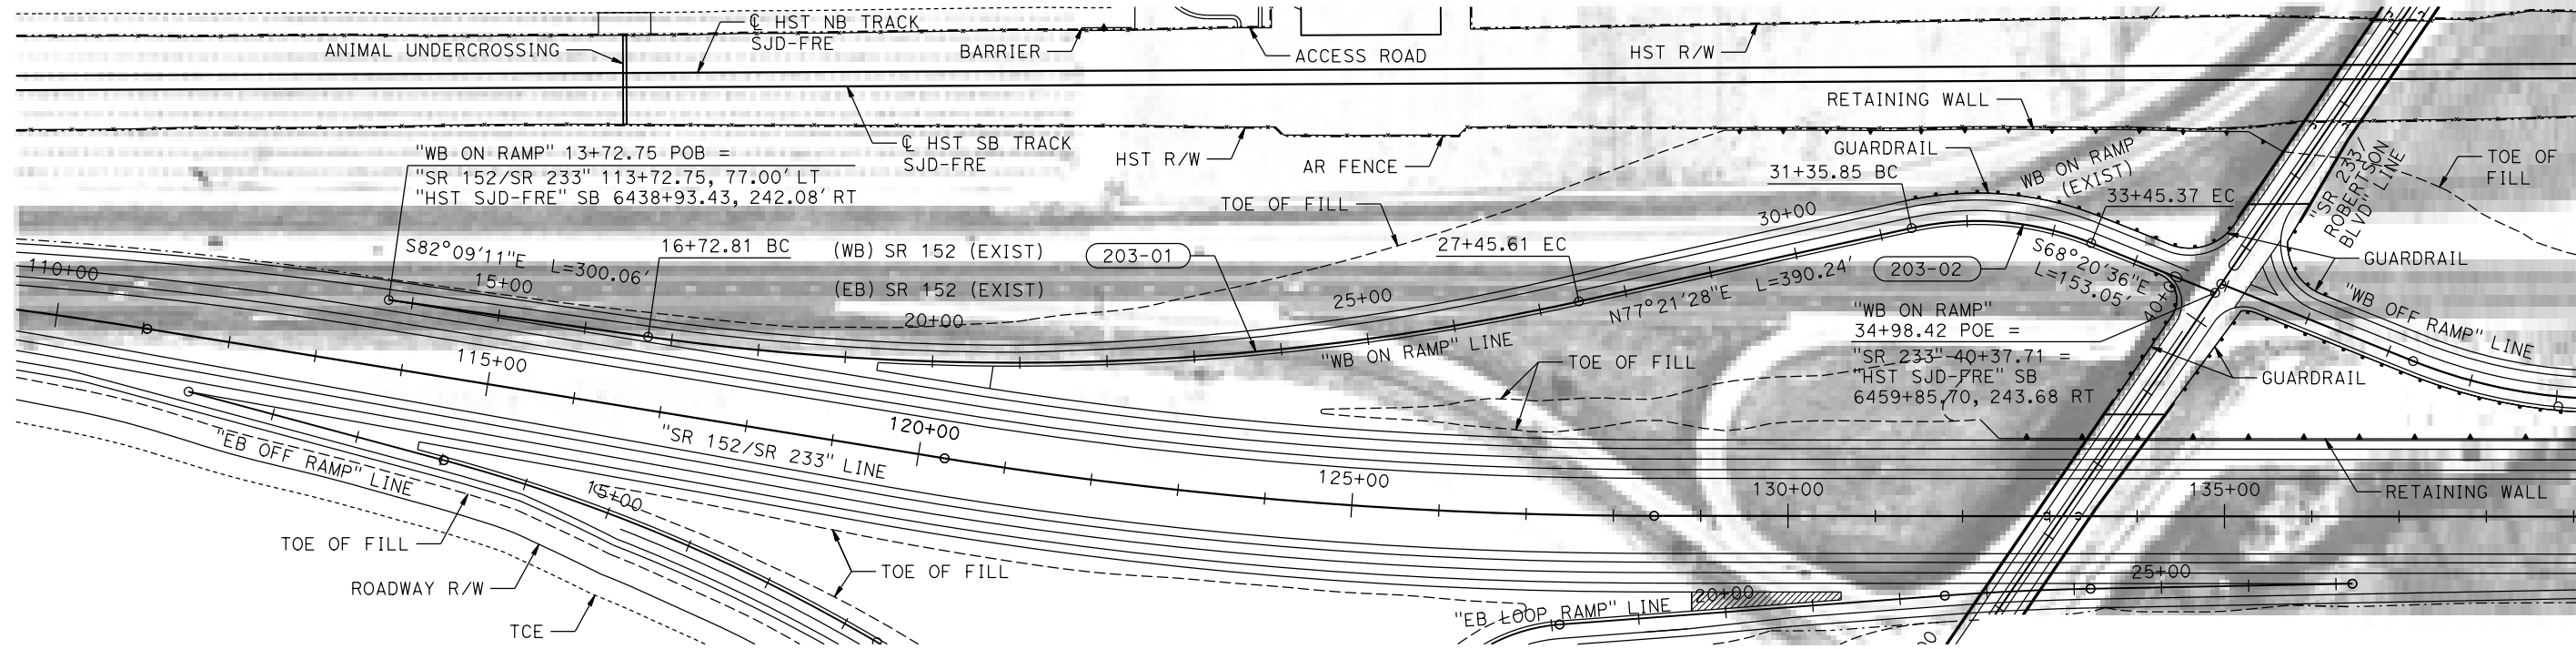 ℄ HST NB TRACK
SJD-FRE
ANIMAL UNDERCROSSING
BARRIER
ACCESS ROAD
HST R/W
RETAINING WALL
℄ HST SB TRACK
SJD-FRE
HST R/W
AR FENCE
GUARDRAIL
WB ON RAMP
(EXIST)
"SR 233/
ROBERTSON
BLVD" LINE
TOE OF
FILL
"WB ON RAMP" 13+72.75 POB =
"SR 152/SR 233" 113+72.75, 77.00' LT
"HST SJD-FRE" SB 6438+93.43, 242.08' RT
31+35.85 BC
33+45.37 EC
TOE OF FILL
30+00
S82°09'11"E L=300.06'
16+72.81 BC
(WB) SR 152 (EXIST)
203-01
27+45.61 EC
110+00
15+00
(EB) SR 152 (EXIST)
203-02
S68°20'36"E
L=153.05'
GUARDRAIL
25+00
N77°21'28"E L=390.24'
20+00
"WB ON RAMP"
34+98.42 POE =
"SR 233" 40+37.71 =
"HST SJD-FRE" SB
6459+85.70, 243.68 RT
40+00
"WB OFF RAMP" LINE
"WB ON RAMP" LINE
TOE OF FILL
115+00
GUARDRAIL
120+00
"SR 152/SR 233" LINE
"EB OFF RAMP" LINE
125+00
130+00
135+00
RETAINING WALL
15+00
TOE OF FILL
TOE OF FILL
ROADWAY R/W
TCE
"EB LOOP RAMP" LINE
20+00
25+00